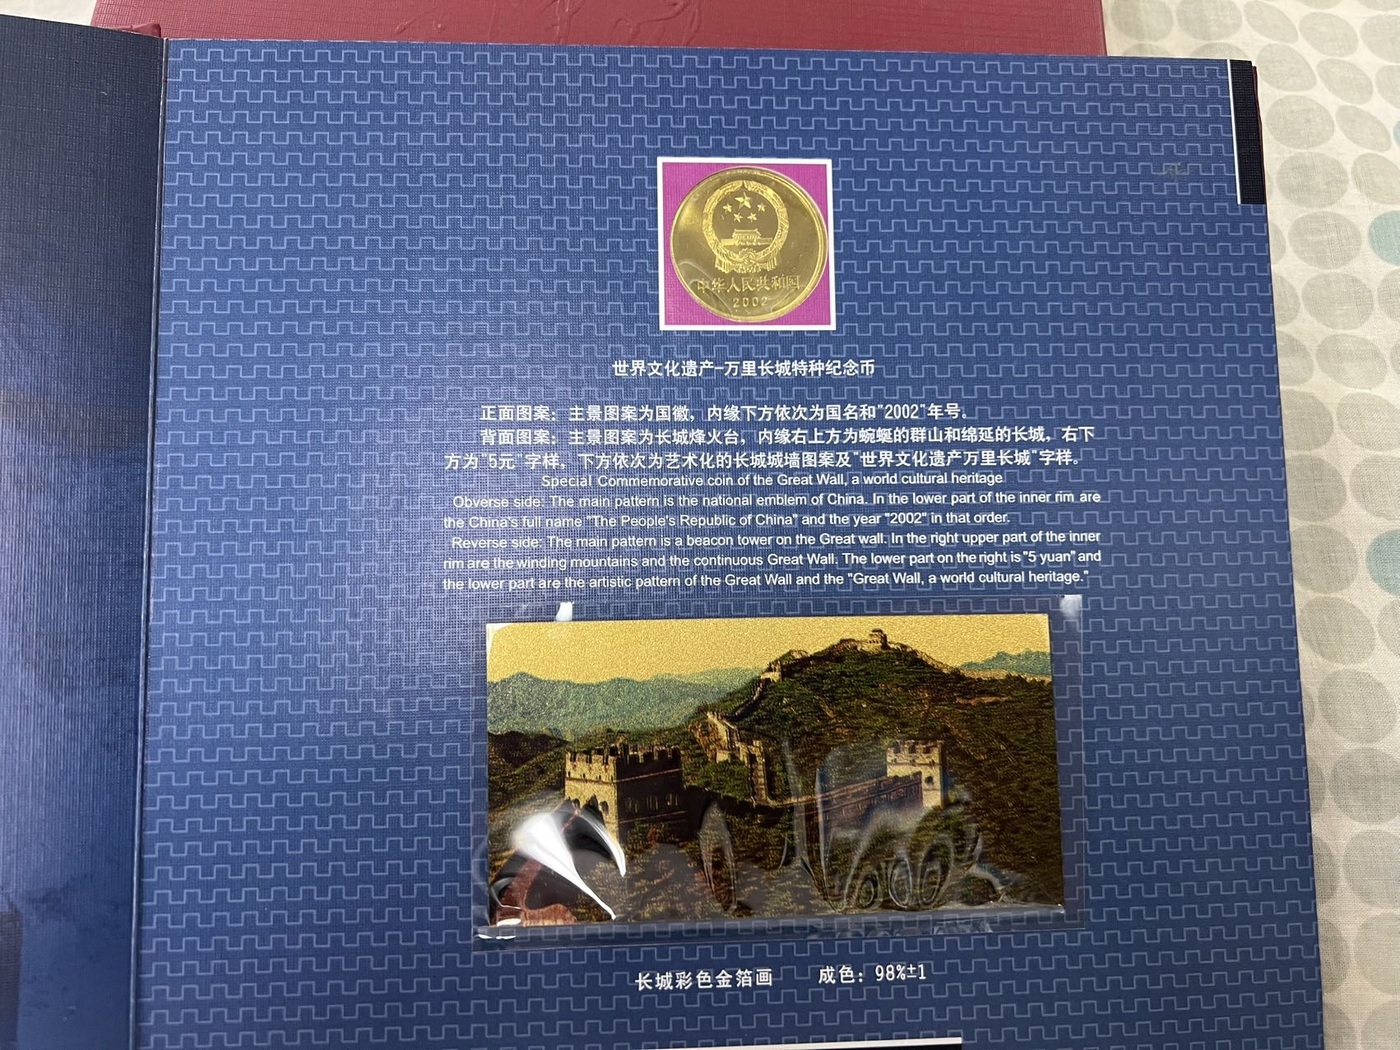 中华人民共和国
2002
世界文化遗产-万里长城特种纪念币
正面图案：主景图案为国徽，内缘下方依次为国名和"2002"年号。
背面图案：主景图案为长城烽火台，内缘右上方为蜿蜒的群山和绵延的长城，右下
方为"5元"字样，下方依次为艺术化的长城城墙图案及"世界文化遗产万里长城"字样。
Special Commemorative coin of the Great Wall, a world cultural heritage
Obverse side: The main pattern is the national emblem of China. In the lower part of the inner rim are
the China's full name "The People's Republic of China" and the year "2002" in that order.
Reverse side: The main pattern is a beacon tower on the Great wall. In the right upper part of the inner
rim are the winding mountains and the continuous Great Wall. The lower part on the right is "5 yuan" and
the lower part are the artistic pattern of the Great Wall and the "Great Wall, a world cultural heritage."
长城彩色金箔画 成色：98%±1